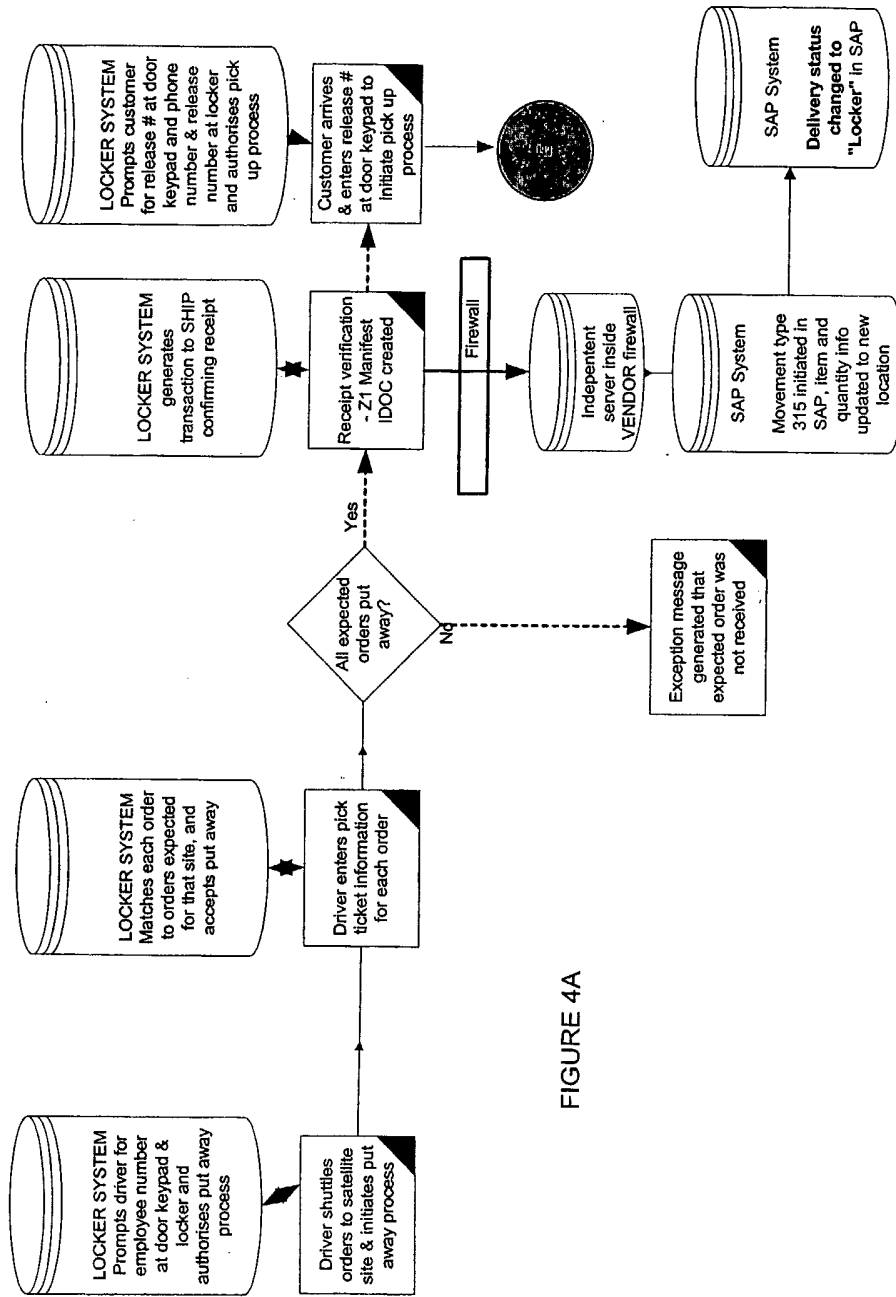 LOCKER SYSTEM
Prompts driver for
employee number
at door keypad &
locker and
authorises put away
process
Driver shuttles
orders to satellite
site & initiates put
away process
LOCKER SYSTEM
Matches each order
to orders expected
for that site, and
accepts put away
Driver enters pick
ticket information
for each order
All expected
orders put
away?
Yes
No
Exception message
generated that
expected order was
not received
LOCKER SYSTEM
generates
transaction to SHIP
confirming receipt
Receipt verification
- Z1 Manifest
IDOC created
Firewall
Indepentent
server inside
VENDOR firewall
SAP System
Movement type
315 initiated in
SAP, item and
quantity info
updated to new
location
SAP System
Delivery status
changed to
"Locker" in SAP
LOCKER SYSTEM
Prompts customer
for release # at door
keypad and phone
number & release
number at locker
and authorises pick
up process
Customer arrives
& enters release #
at door keypad to
Initiate pick up
process
FIGURE 4A